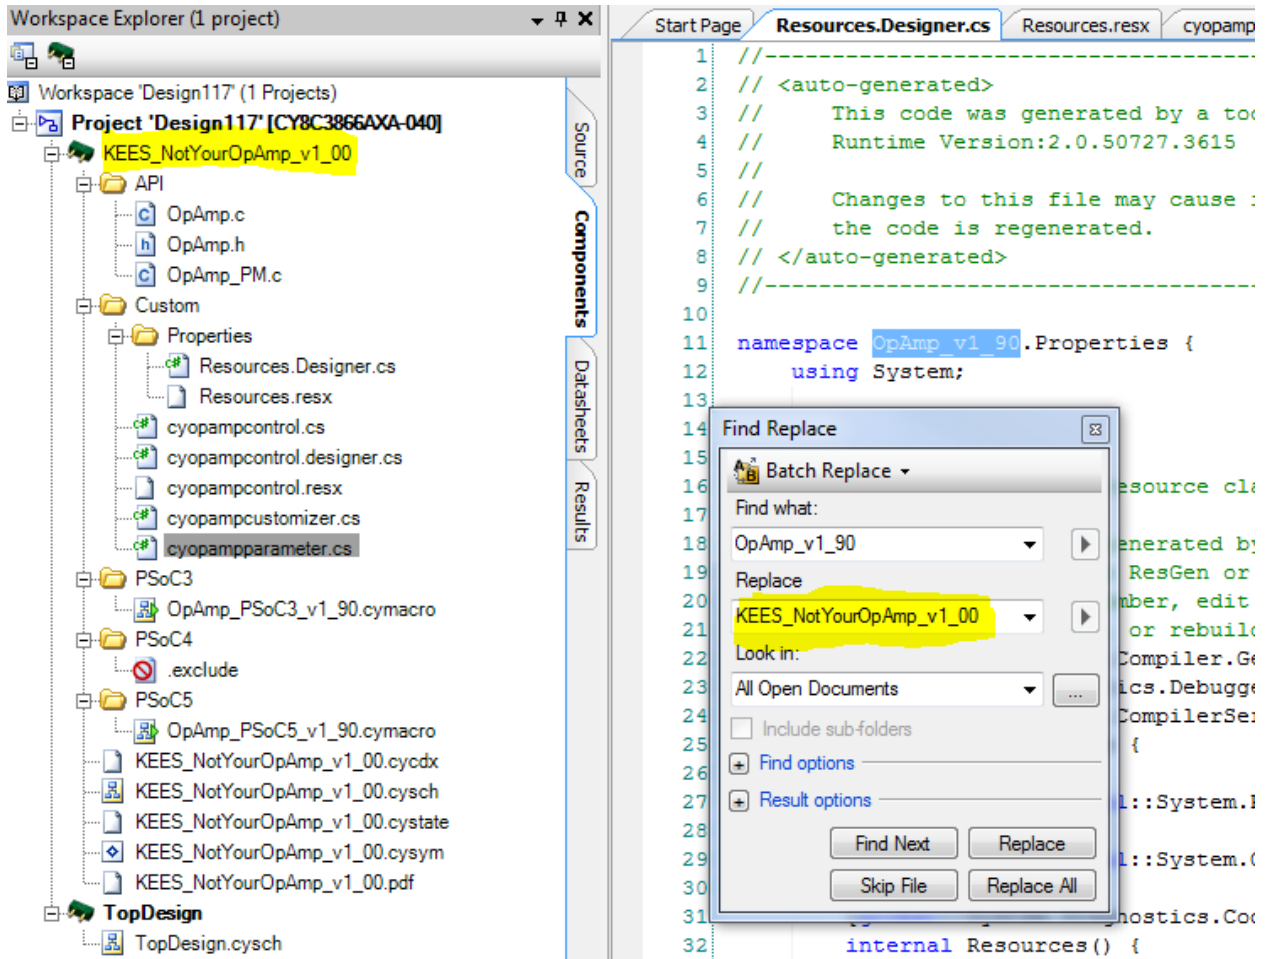 Workspace Explorer (1 project)
Workspace 'Design117' (1 Projects)
Project 'Design117' [CY8C3866AXA-040]
KEES_NotYourOpAmp_v1_00
API
OpAmp.c
OpAmp.h
OpAmp_PM.c
Custom
Properties
Resources.Designer.cs
Resources.resx
cyopampcontrol.cs
cyopampcontrol.designer.cs
cyopampcontrol.resx
cyopampcustomizer.cs
cyopampparameter.cs
PSoC3
OpAmp_PSoC3_v1_90.cymacro
PSoC4
.exclude
PSoC5
OpAmp_PSoC5_v1_90.cymacro
KEES_NotYourOpAmp_v1_00.cycdx
KEES_NotYourOpAmp_v1_00.cysch
KEES_NotYourOpAmp_v1_00.cystate
KEES_NotYourOpAmp_v1_00.cysym
KEES_NotYourOpAmp_v1_00.pdf
TopDesign
TopDesign.cysch
Source
Components
Datasheets
Results
Start Page Resources.Designer.cs Resources.resx cyopamp
1 //--------------------------------------
2 // <auto-generated>
3 // This code was generated by a too
4 // Runtime Version:2.0.50727.3615
5 //
6 // Changes to this file may cause
7 // the code is regenerated.
8 // </auto-generated>
9 //--------------------------------------
10
11 namespace OpAmp_v1_90.Properties {
12 using System;
13
14
15
16 esource cla
17
18 enerated by
19 ResGen or
20 mber, edit
21 or rebuild
22 Compiler.Ge
23 ics.Debugge
24 CompilerSer
25 {
26
27 l::System.R
28
29 l::System.G
30
31 nostics.Cod
32 internal Resources() {
Find Replace
Batch Replace
Find what:
OpAmp_v1_90
Replace
KEES_NotYourOpAmp_v1_00
Look in:
All Open Documents
...
Include sub-folders
Find options
Result options
Find Next Replace
Skip File Replace All